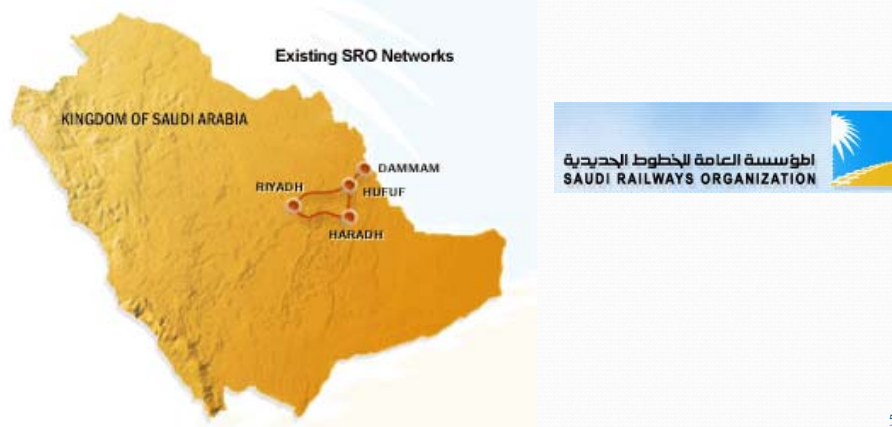 Existing SRO Networks
KINGDOM OF SAUDI ARABIA
DAMMAM
RIYADH
HUFUF
HARADH
المؤسسة العامة للخطوط الحديدية
SAUDI RAILWAYS ORGANIZATION